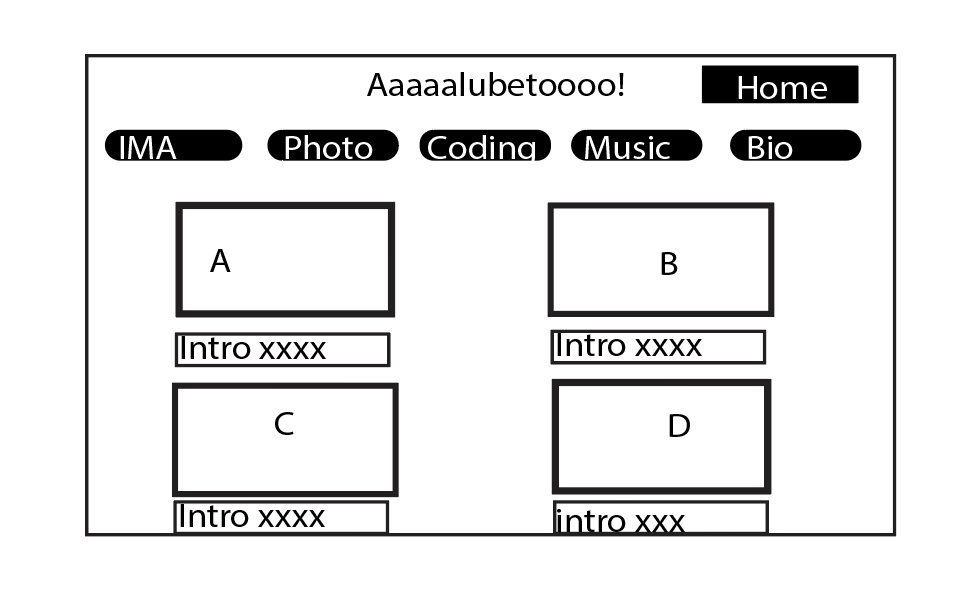 Aaaaalubetoooo!
Home
IMA
Photo
Coding
Music
Bio
A
B
Intro xxxx
Intro xxxx
C
D
Intro xxxx
intro xxx